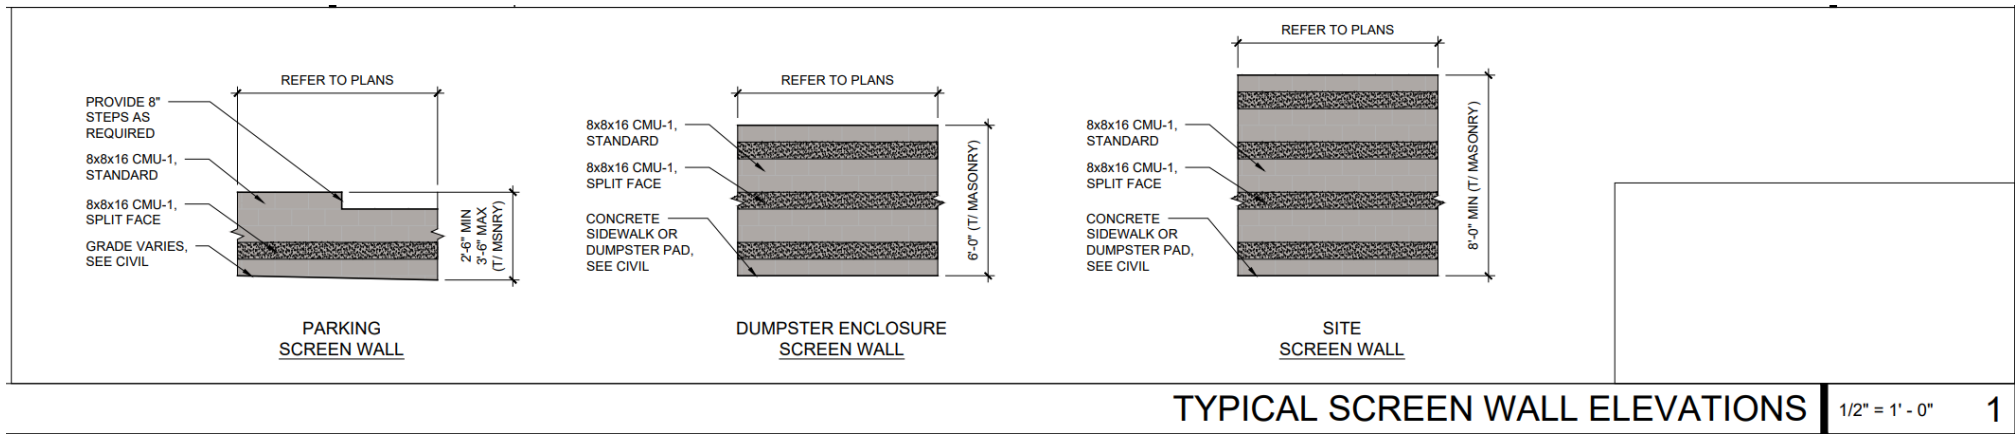 REFER TO PLANS
PROVIDE 8"
STEPS AS
REQUIRED
8x8x16 CMU-1,
STANDARD
8x8x16 CMU-1,
SPLIT FACE
GRADE VARIES,
SEE CIVIL
2'-6" MIN
3'-6" MAX
(T/ MSNRY)
PARKING
SCREEN WALL
REFER TO PLANS
8x8x16 CMU-1,
STANDARD
8x8x16 CMU-1,
SPLIT FACE
CONCRETE
SIDEWALK OR
DUMPSTER PAD,
SEE CIVIL
6'-0" (T/ MASONRY)
DUMPSTER ENCLOSURE
SCREEN WALL
REFER TO PLANS
8x8x16 CMU-1,
STANDARD
8x8x16 CMU-1,
SPLIT FACE
CONCRETE
SIDEWALK OR
DUMPSTER PAD,
SEE CIVIL
8'-0" MIN (T/ MASONRY)
SITE
SCREEN WALL
TYPICAL SCREEN WALL ELEVATIONS
1/2" = 1' - 0"
1